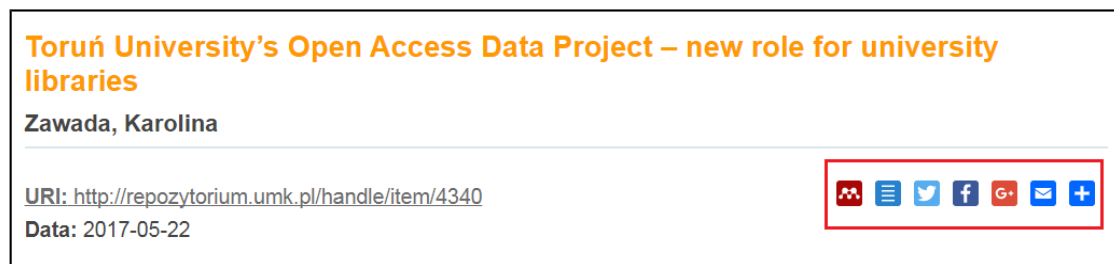 Toruń University’s Open Access Data Project – new role for university
libraries
Zawada, Karolina
URI: http://repozytorium.umk.pl/handle/item/4340
Data: 2017-05-22